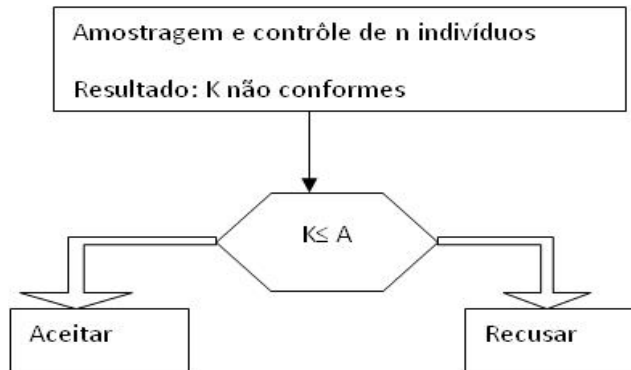 Amostragem e contrôle de n indivíduos
Resultado: K não conformes
K≤ A
Aceitar
Recusar